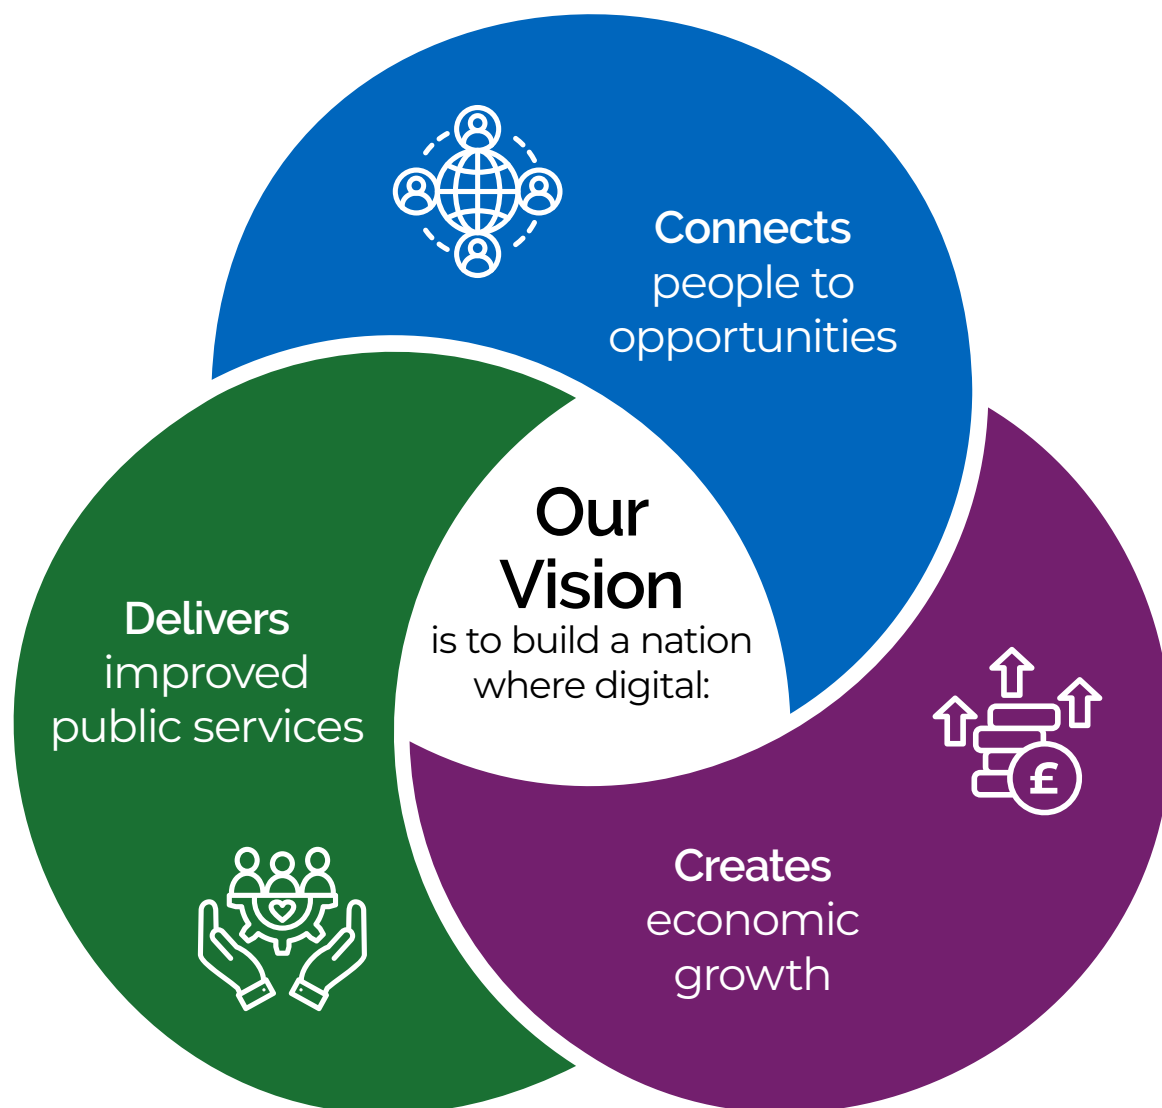 Our
Vision
is to build a nation
where digital:
Connects
people to
opportunities
Creates
economic
growth
£
Delivers
improved
public services